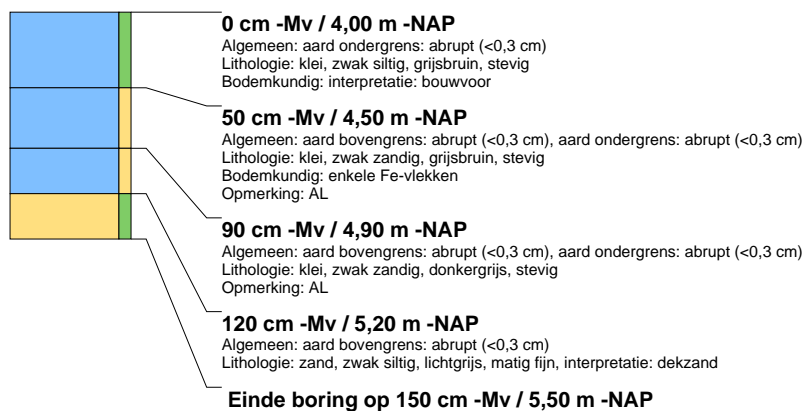 0 cm -Mv / 4,00 m -NAP
Algemeen: aard ondergrens: abrupt (<0,3 cm)
Lithologie: klei, zwak siltig, grijsbruin, stevig
Bodemkundig: interpretatie: bouwvoor
50 cm -Mv / 4,50 m -NAP
Algemeen: aard bovengrens: abrupt (<0,3 cm), aard ondergrens: abrupt (<0,3 cm)
Lithologie: klei, zwak zandig, grijsbruin, stevig
Bodemkundig: enkele Fe-vlekken
Opmerking: AL
90 cm -Mv / 4,90 m -NAP
Algemeen: aard bovengrens: abrupt (<0,3 cm), aard ondergrens: abrupt (<0,3 cm)
Lithologie: klei, zwak zandig, donkergrijs, stevig
Opmerking: AL
120 cm -Mv / 5,20 m -NAP
Algemeen: aard bovengrens: abrupt (<0,3 cm)
Lithologie: zand, zwak siltig, lichtgrijs, matig fijn, interpretatie: dekzand
Einde boring op 150 cm -Mv / 5,50 m -NAP